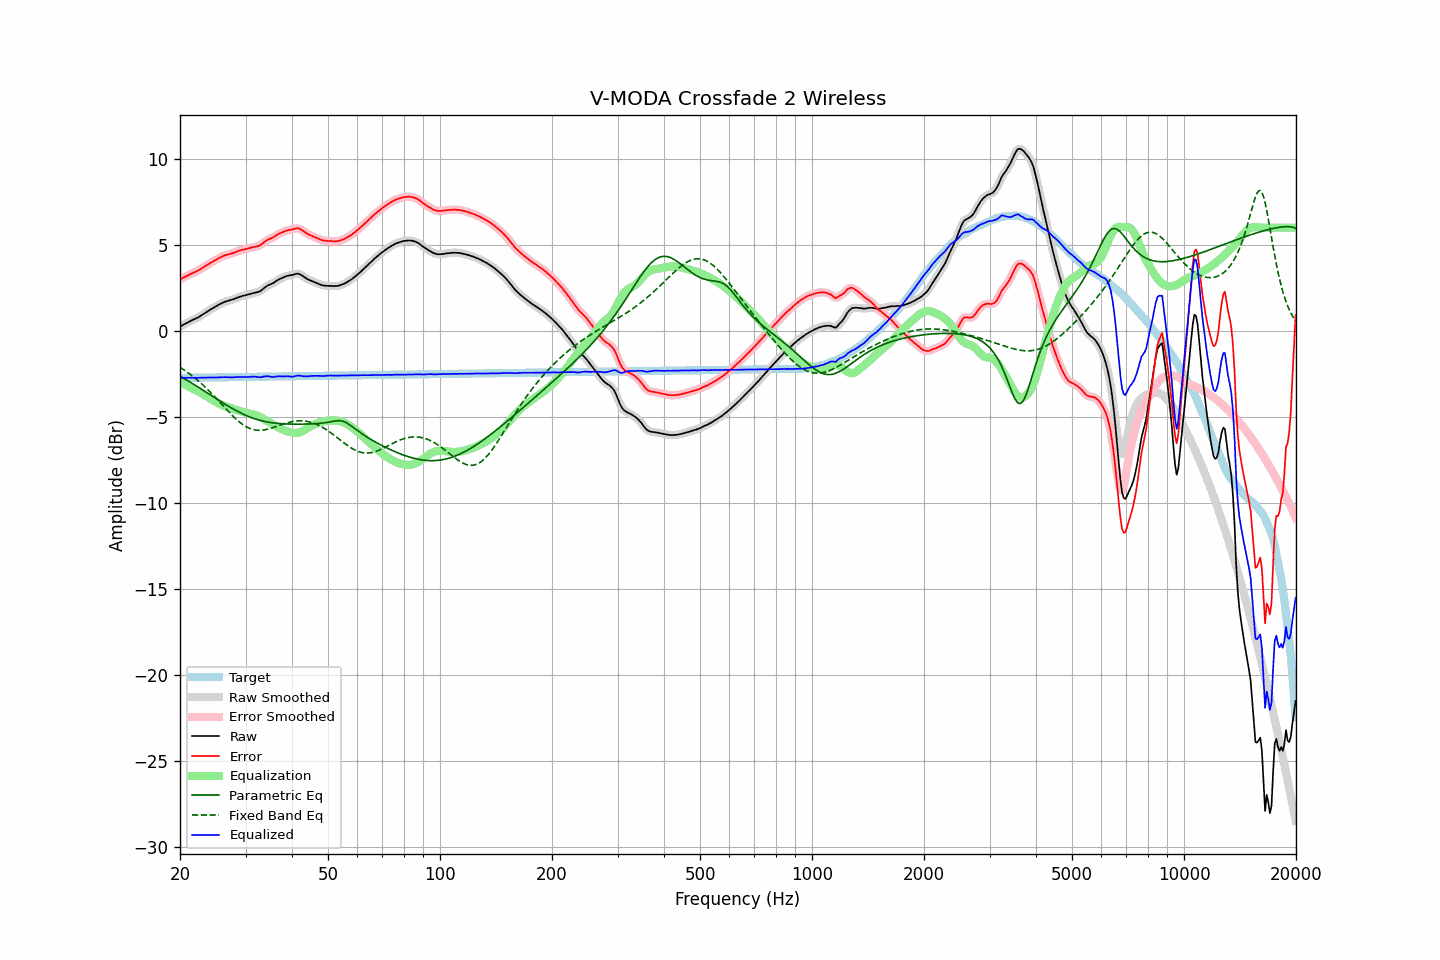 V-MODA Crossfade 2 Wireless
Amplitude (dBr)
10
5
0
−5
−10
−15
−20
−25
−30
Target
Raw Smoothed
Error Smoothed
Raw
Error
Equalization
Parametric Eq
Fixed Band Eq
Equalized
20
50
100
200
500
1000
2000
5000
10000
20000
Frequency (Hz)